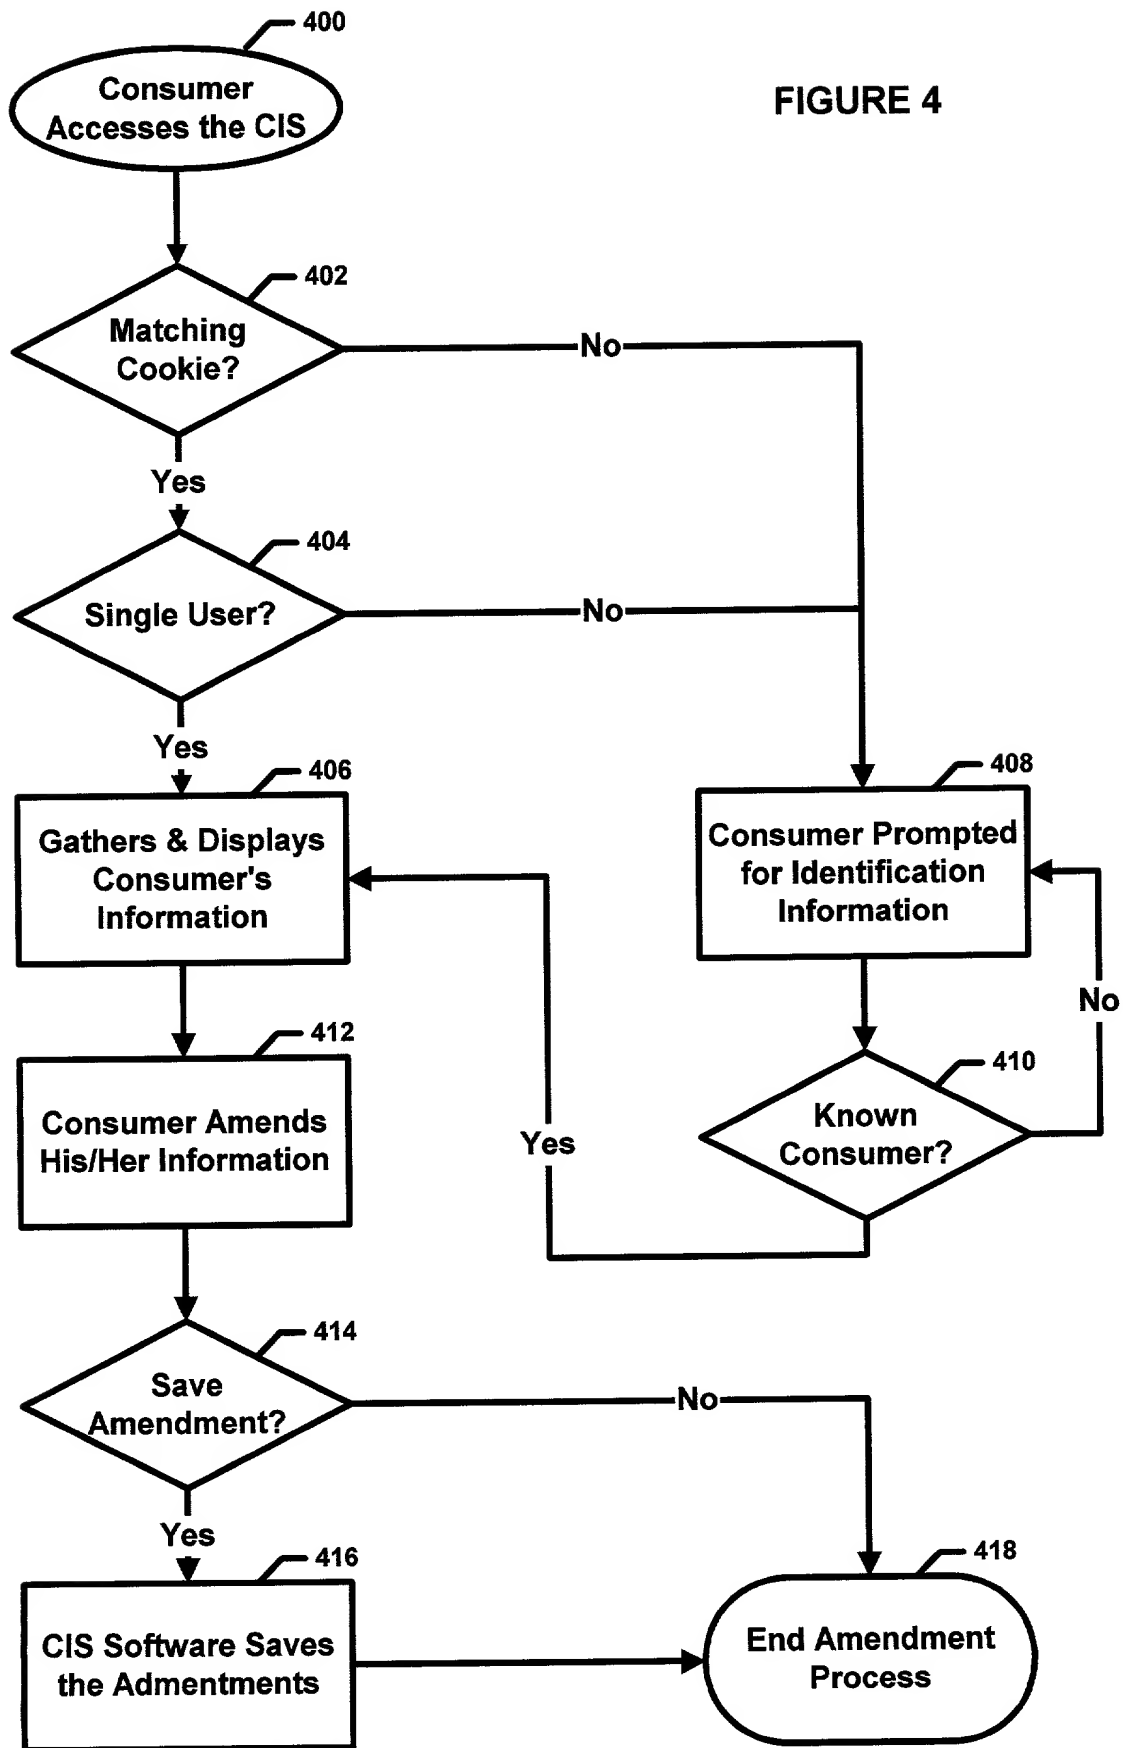 400
Consumer
Accesses the CIS
FIGURE 4
402
Matching
Cookie?
No
Yes
404
Single User?
No
Yes
406
Gathers & Displays
Consumer's
Information
408
Consumer Prompted
for Identification
Information
No
412
Consumer Amends
His/Her Information
410
Known
Consumer?
Yes
414
Save
Amendment?
No
Yes
416
CIS Software Saves
the Admentments
418
End Amendment
Process